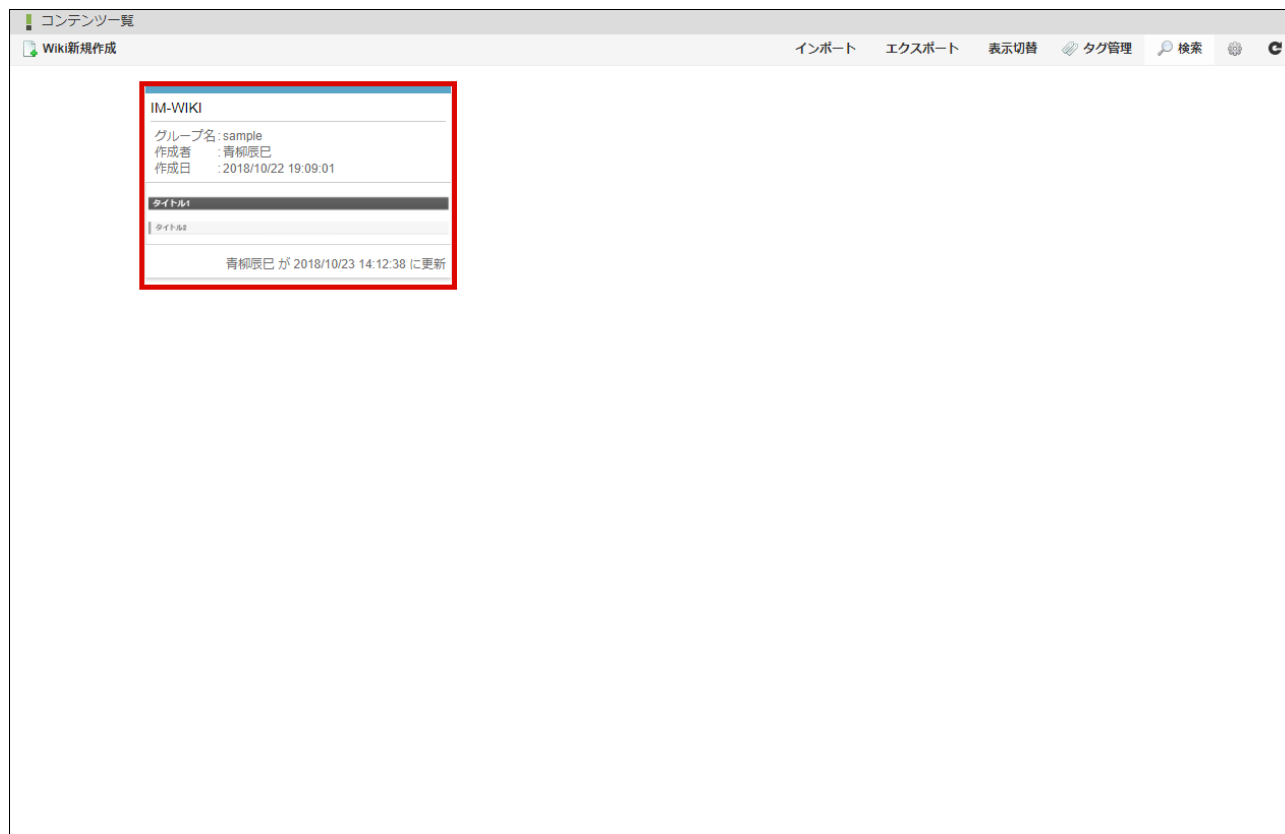 コンテンツ一覧
Wiki新規作成 インポート エクスポート 表示切替 タグ管理 検索
IM-WIKI
グループ名 : sample
作成者 : 青柳辰巳
作成日 : 2018/10/22 19:09:01
タイトル1
タイトル2
青柳辰巳 が 2018/10/23 14:12:38 に更新